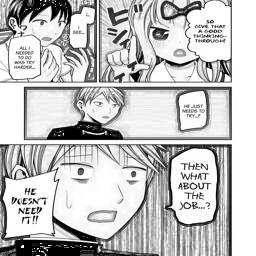 SO
GIVE THAT
A GOOD
THINKING-
THROUGH!
I
SEE...
ALL I
NEEDED TO
DO WAS TRY
HARDER...
HE JUST
NEEDS TO
TRY...?
THEN
WHAT
ABOUT
THE
JOB...?
HE
DOESN'T
NEED
IT!!